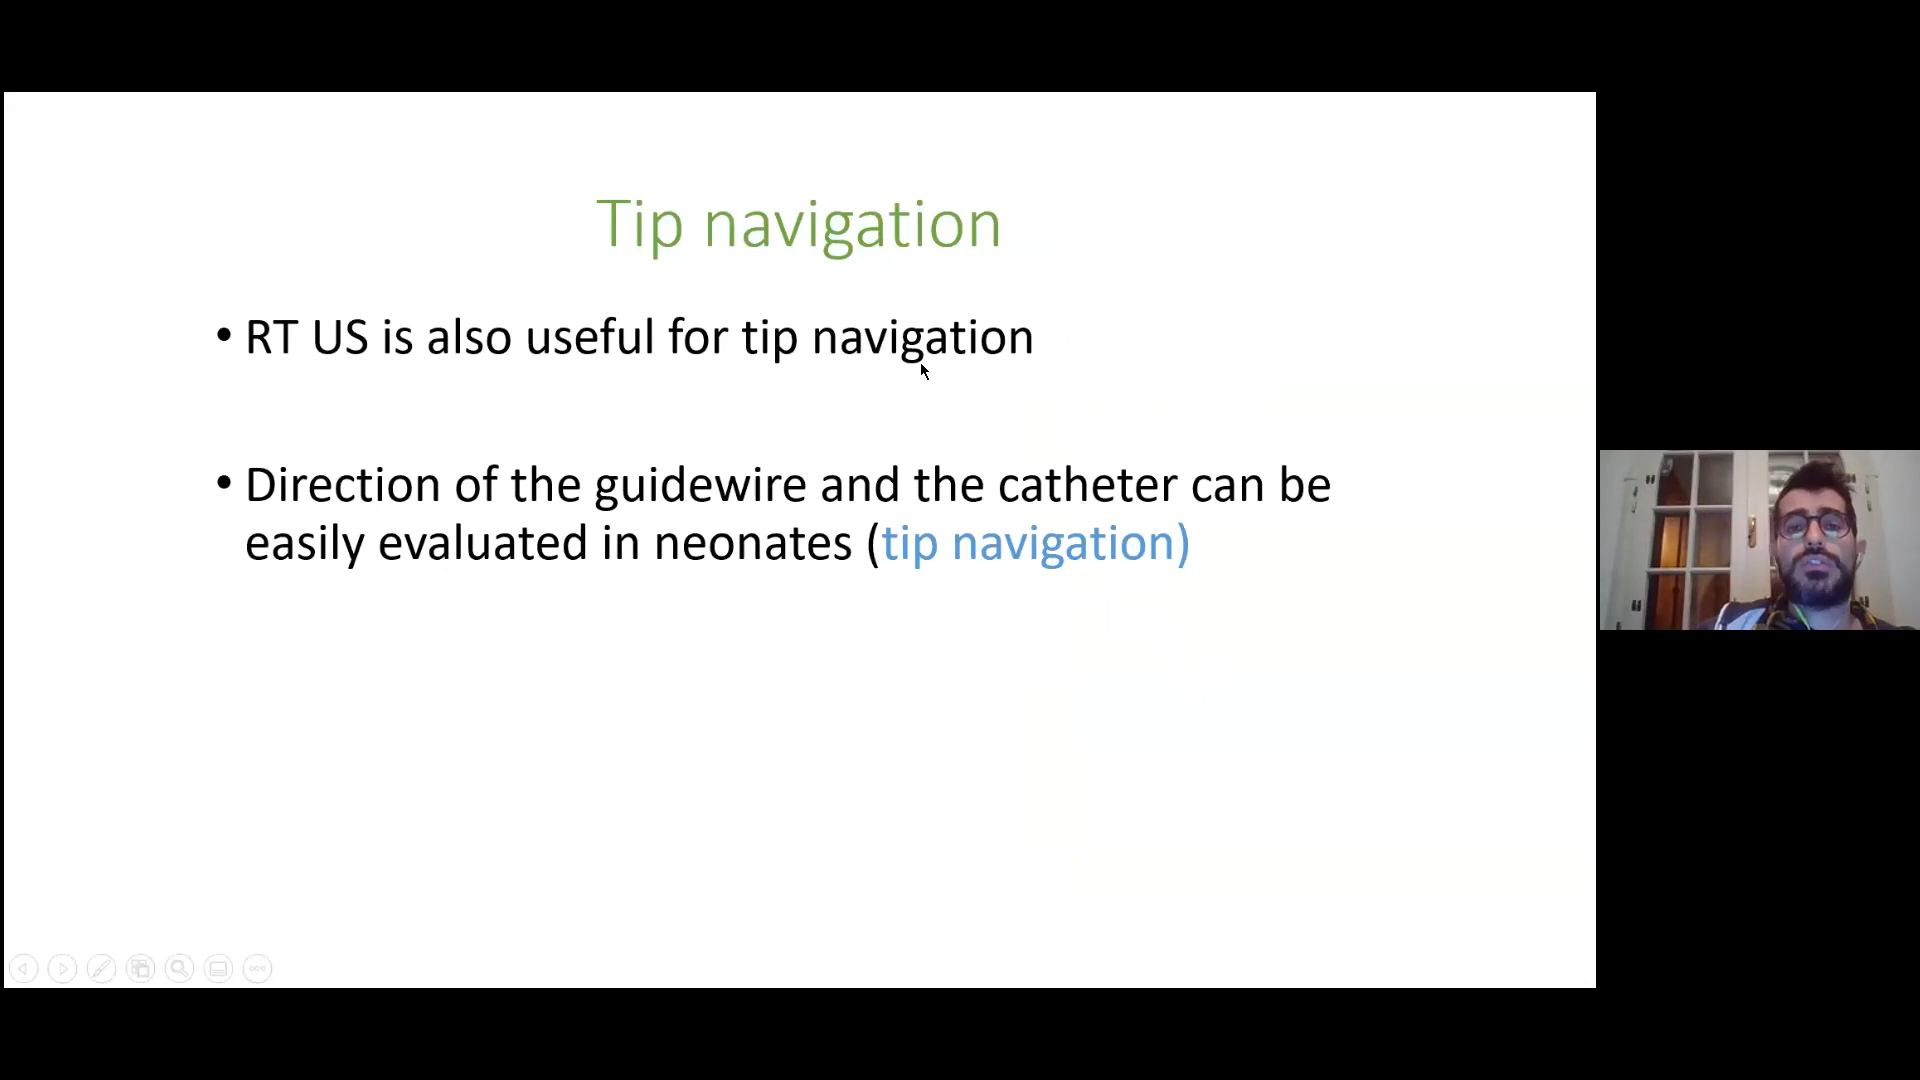 Tip navigation
• RT US is also useful for tip navigation
• Direction of the guidewire and the catheter can be
easily evaluated in neonates (tip navigation)